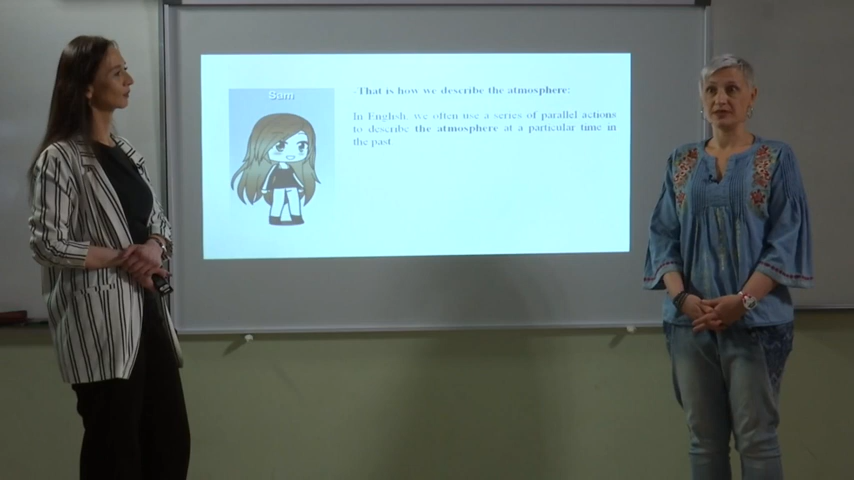 Sam
-That is how we describe the atmosphere:
In English, we often use a series of parallel actions
to describe the atmosphere at a particular time in
the past.